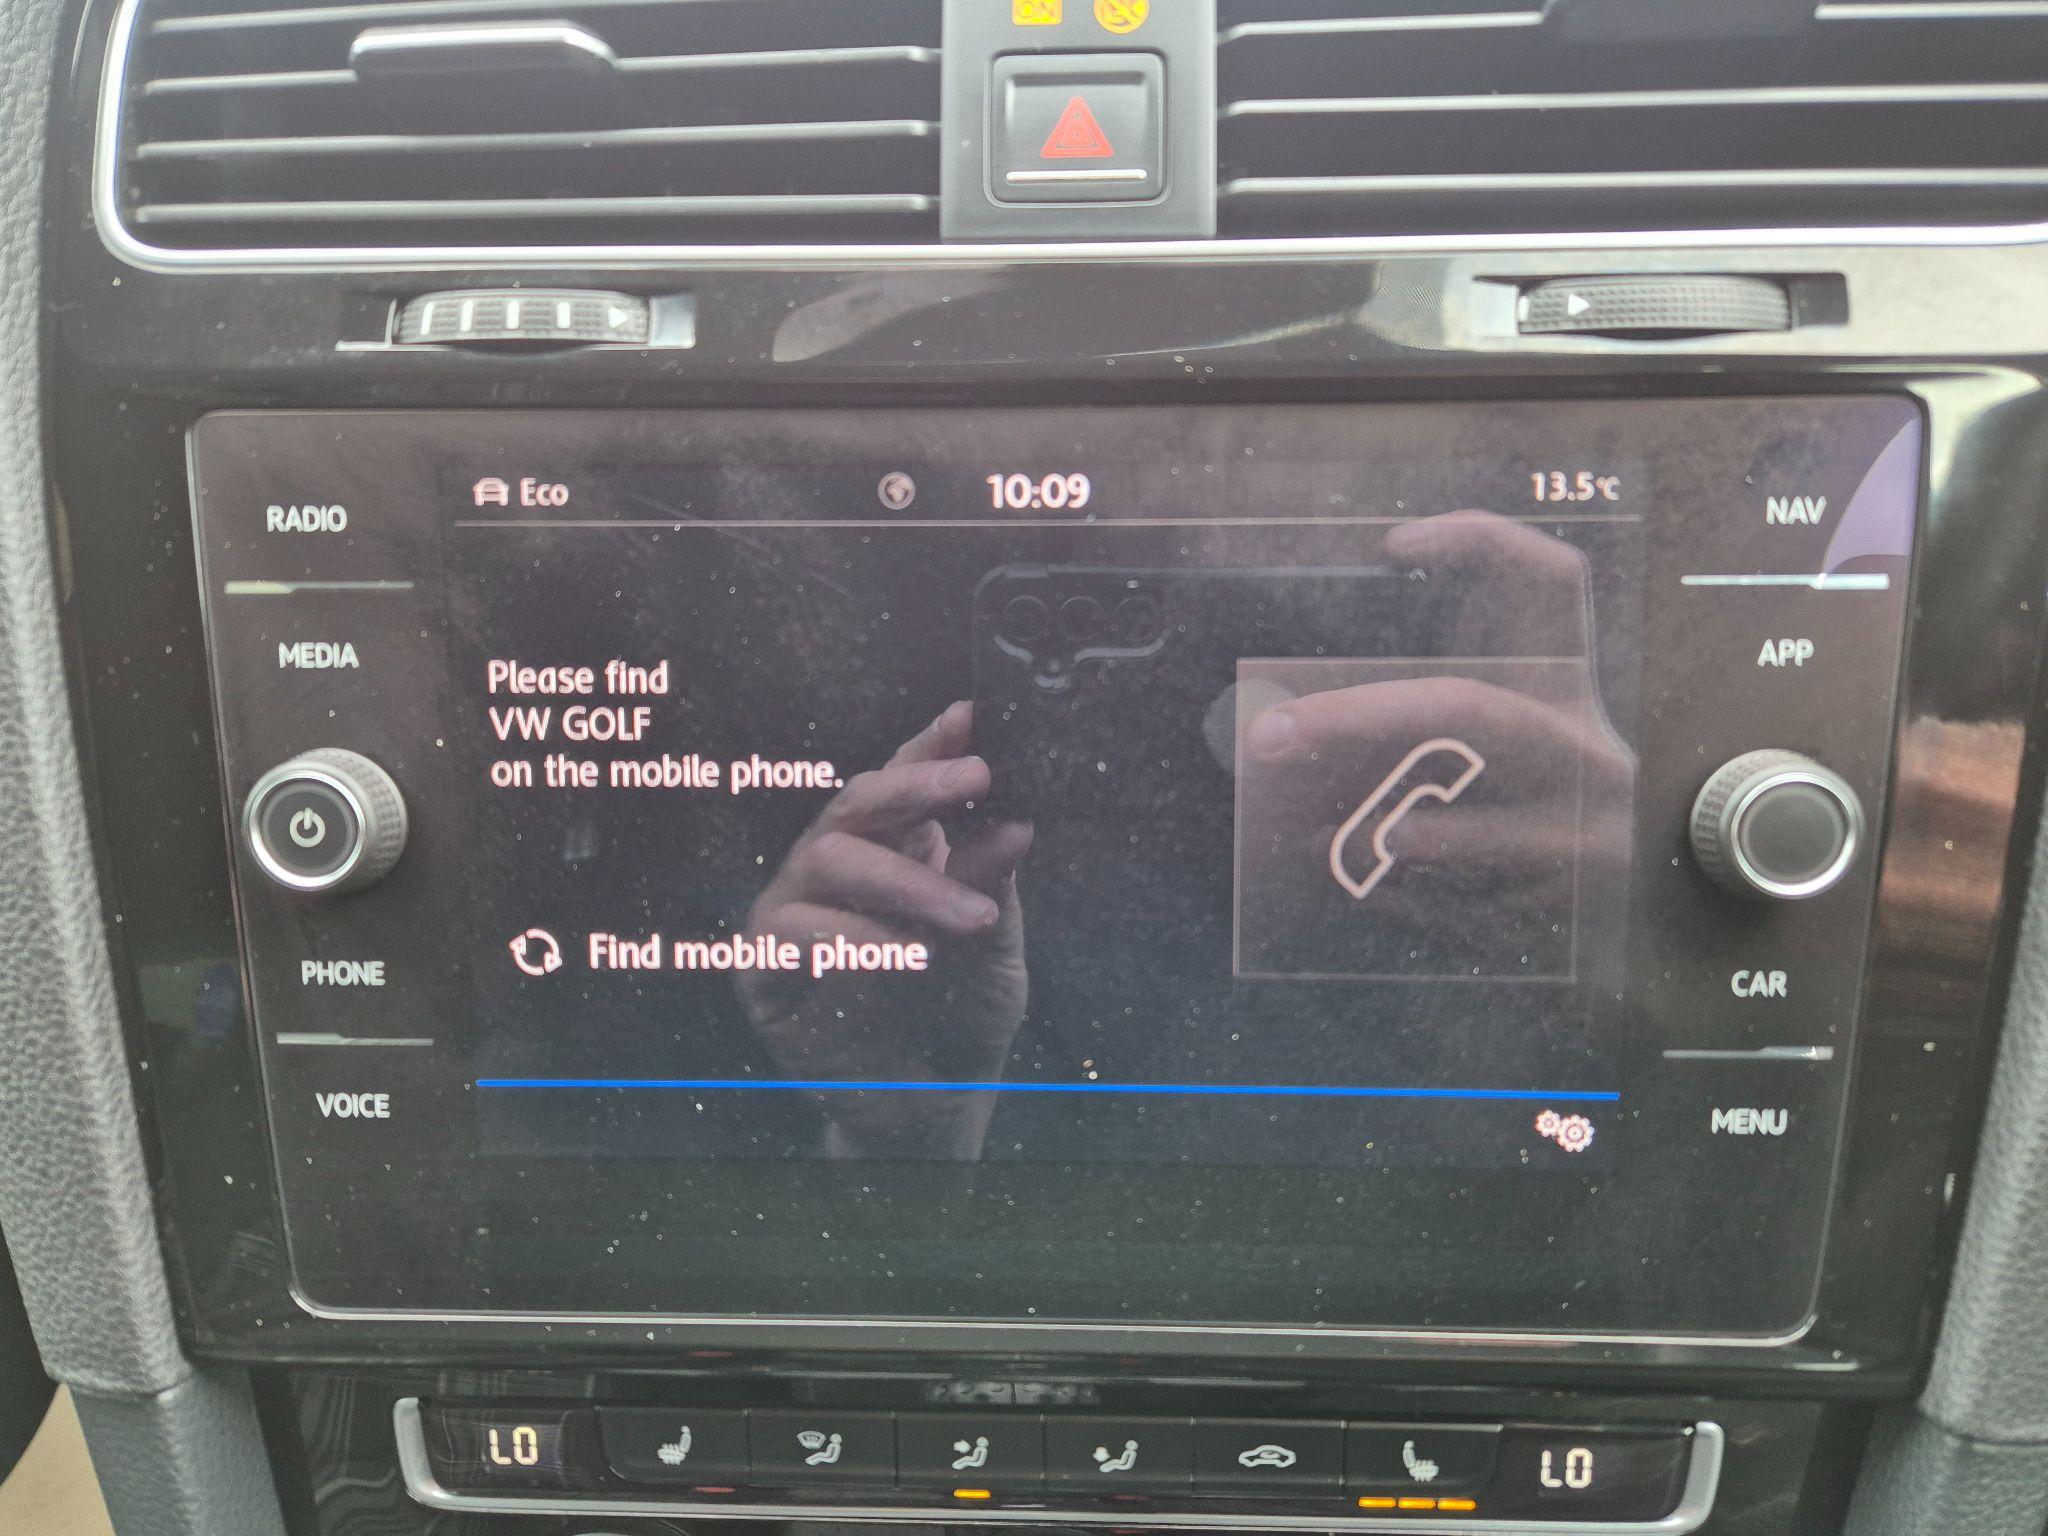 ON
Eco 10:09 13.5°C
RADIO
NAV
MEDIA
APP
Please find
VW GOLF
on the mobile phone.
Find mobile phone
PHONE
CAR
VOICE
MENU
LO
LO